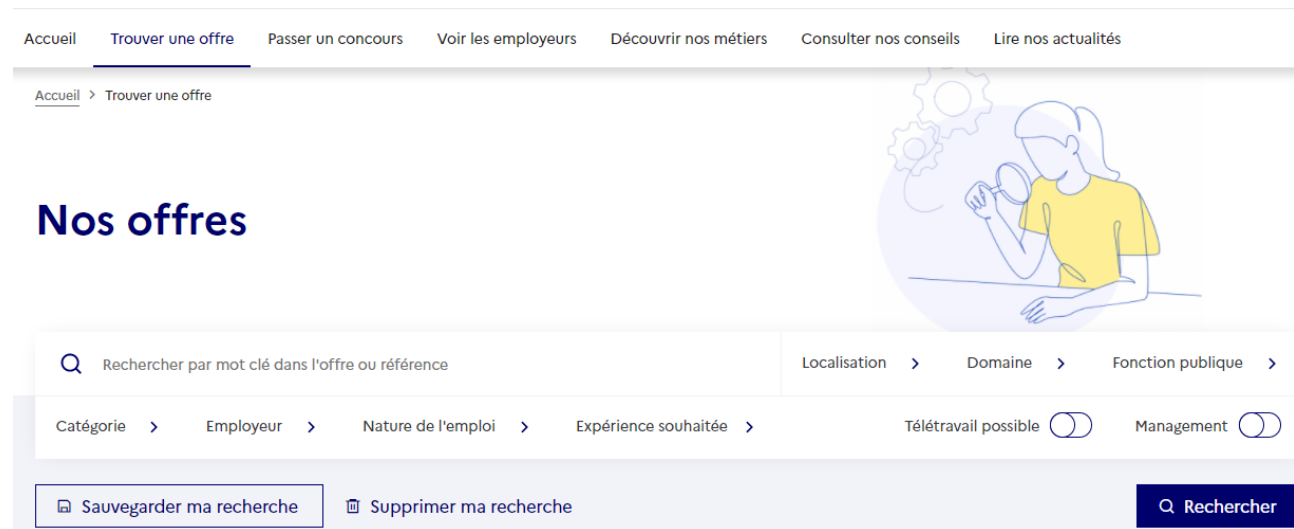 Accueil Trouver une offre Passer un concours Voir les employeurs Découvrir nos métiers Consulter nos conseils Lire nos actualités
Accueil > Trouver une offre
Nos offres
Rechercher par mot clé dans l'offre ou référence Localisation > Domaine > Fonction publique >
Catégorie > Employeur > Nature de l'emploi > Expérience souhaitée > Télétravail possible Management
Sauvegarder ma recherche Supprimer ma recherche Rechercher